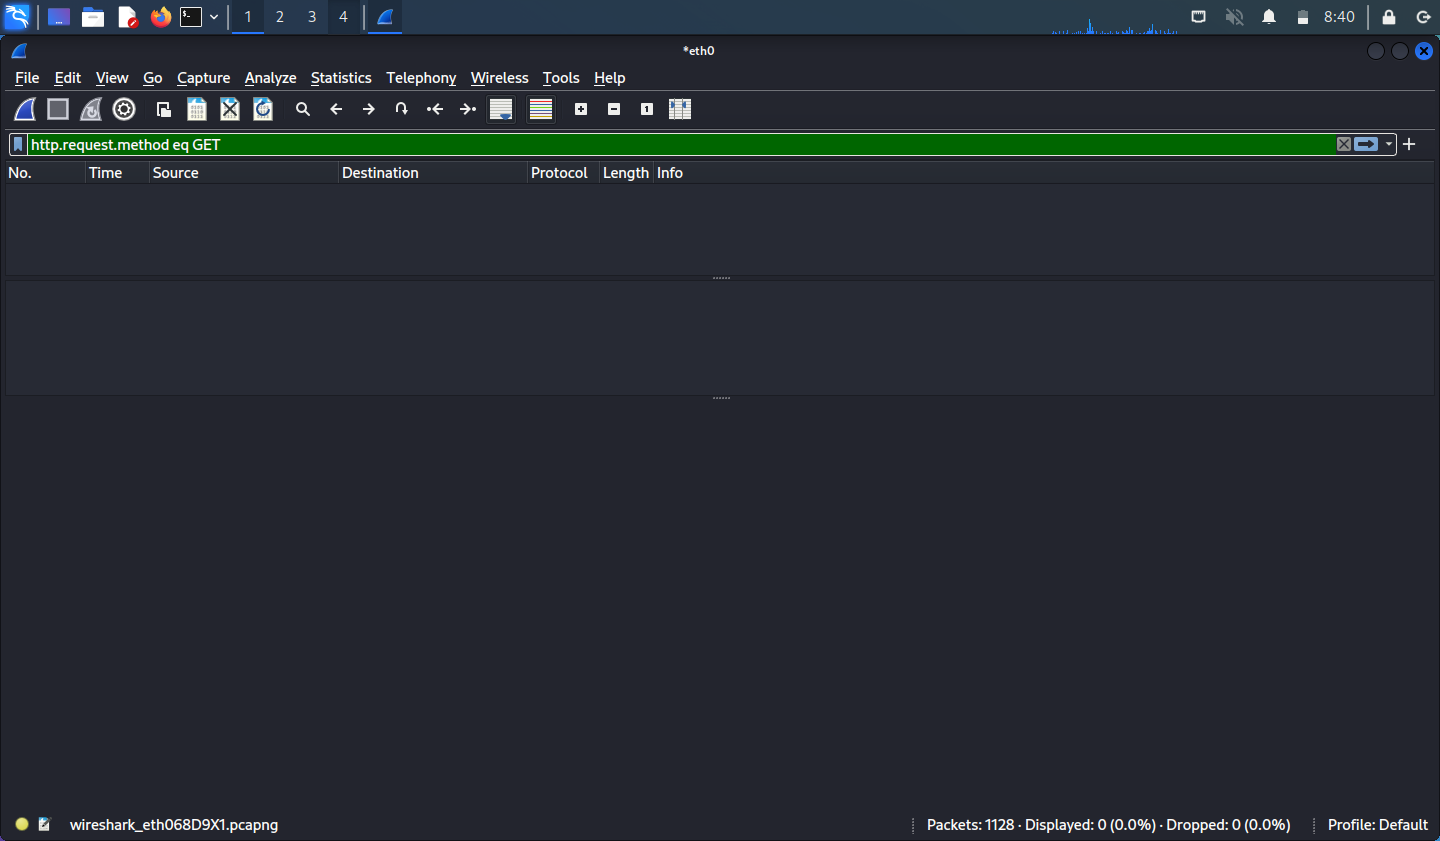 1 2 3 4 8:40
*eth0
File Edit View Go Capture Analyze Statistics Telephony Wireless Tools Help
http.request.method eq GET
No. Time Source Destination Protocol Length Info
wireshark_eth068D9X1.pcapng Packets: 1128 · Displayed: 0 (0.0%) · Dropped: 0 (0.0%) Profile: Default